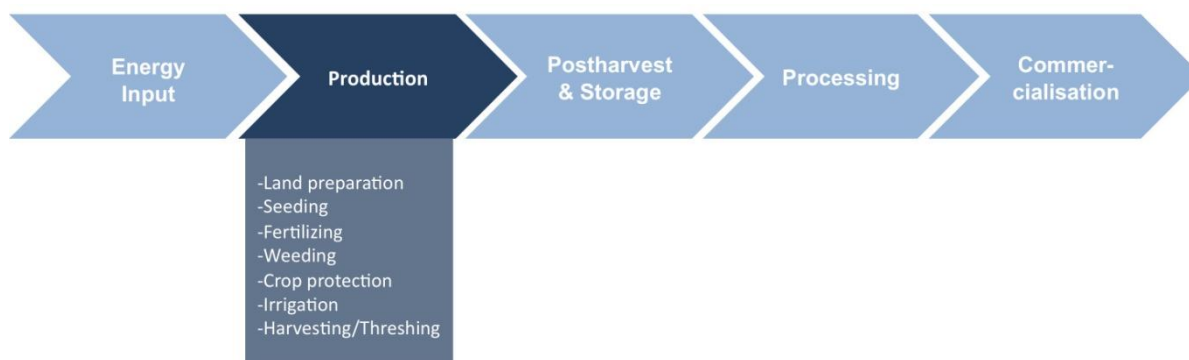 Energy
Input
Production
Postharvest
& Storage
Processing
Commer-
cialisation
-Land preparation
-Seeding
-Fertilizing
-Weeding
-Crop protection
-Irrigation
-Harvesting/Threshing